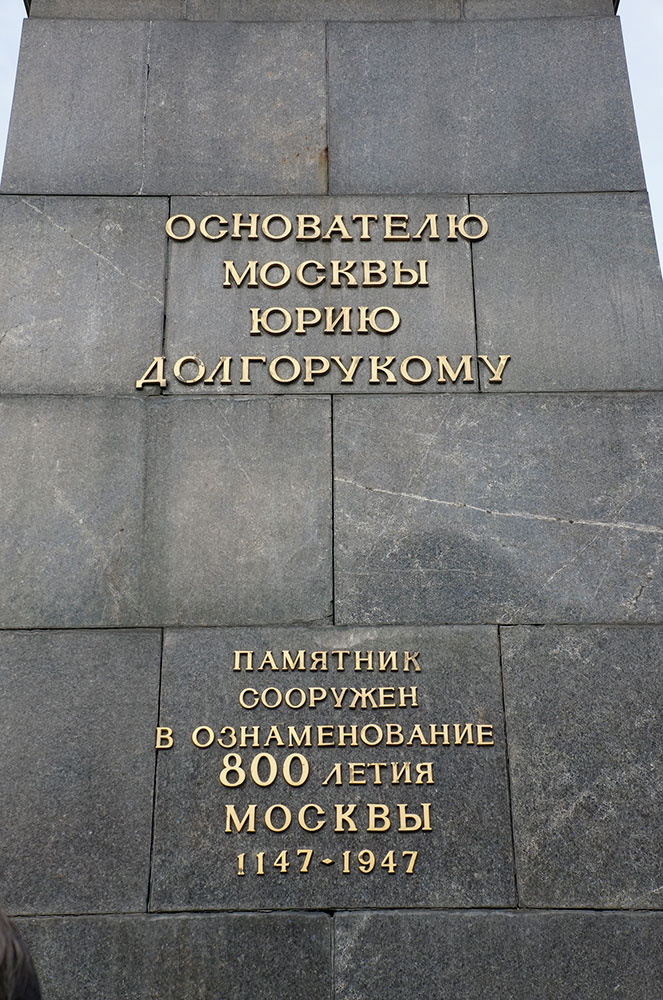 ОСНОВАТЕЛЮ
МОСКВЫ
ЮРИЮ
ДОЛГОРУКОМУ
ПАМЯТНИК
СООРУЖЕН
В ОЗНАМЕНОВАНИЕ
800 ЛЕТИЯ
МОСКВЫ
1147-1947